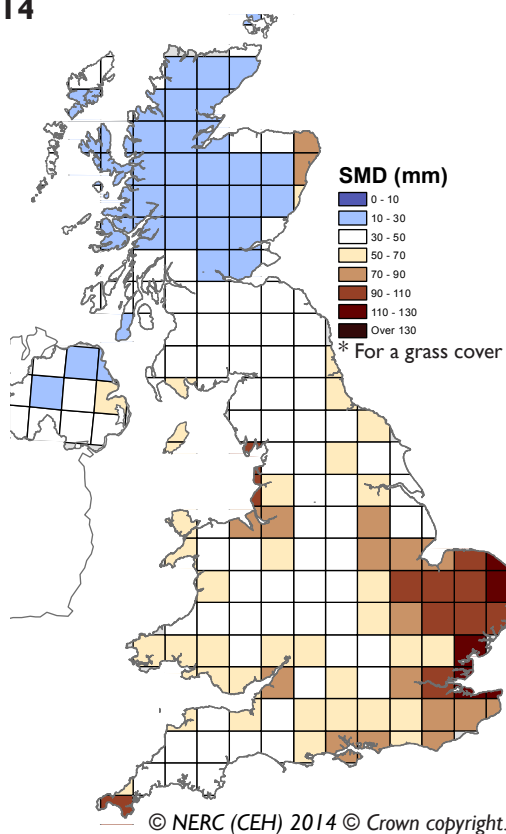 14
SMD (mm)
0 - 10
10 - 30
30 - 50
50 - 70
70 - 90
90 - 110
110 - 130
Over 130
* For a grass cover
© NERC (CEH) 2014 © Crown copyright.